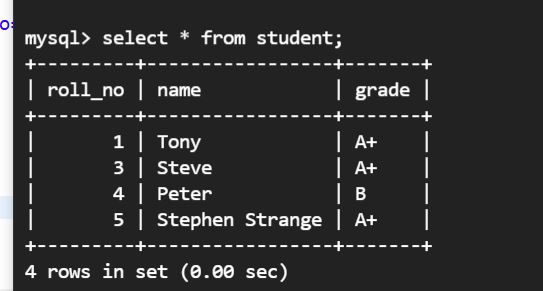 o=
mysql> select * from student;
+---------+-----------------+-------+
| roll_no | name            | grade |
+---------+-----------------+-------+
|       1 | Tony            | A+    |
|       3 | Steve           | A+    |
|       4 | Peter           | B     |
|       5 | Stephen Strange | A+    |
+---------+-----------------+-------+
4 rows in set (0.00 sec)